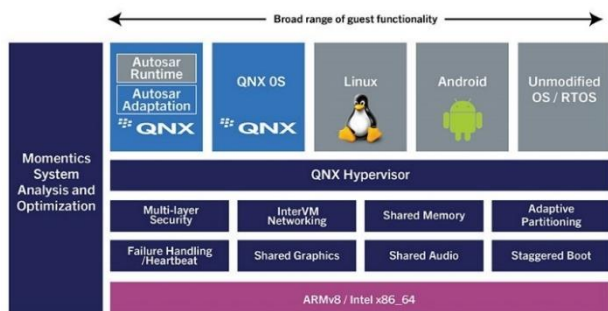 Broad range of guest functionality
Momentics
System
Analysis and
Optimization
Autosar
Runtime
Autosar
Adaptation
QNX
QNX 0S
QNX
Linux
Android
Unmodified
OS / RTOS
QNX Hypervisor
Multi-layer
Security
InterVM
Networking
Shared Memory
Adaptive
Partitioning
Failure Handling
/Heartbeat
Shared Graphics
Shared Audio
Staggered Boot
ARMv8 / Intel x86_64